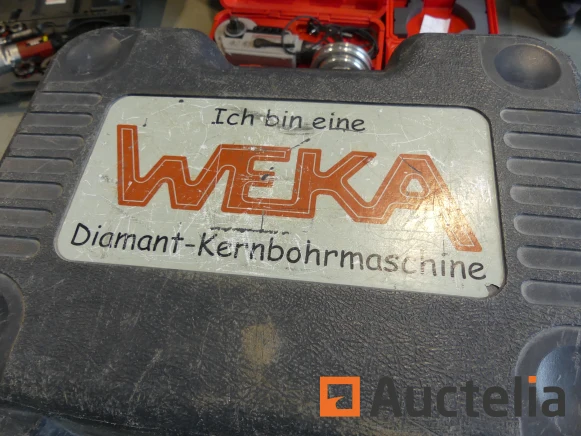 Ich bin eine
WEKA
Diamant-Kernbohrmaschine
Auctelia